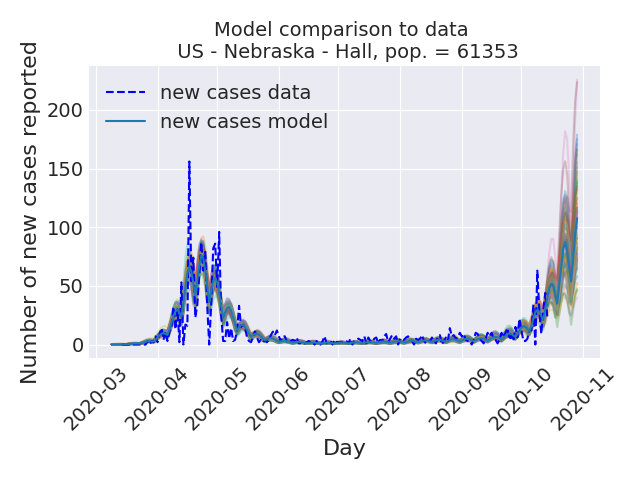 Model comparison to data
US - Nebraska - Hall, pop. = 61353
Number of new cases reported
200
150
100
50
0
new cases data
new cases model
2020-03
2020-04
2020-05
2020-06
2020-07
2020-08
2020-09
2020-10
2020-11
Day